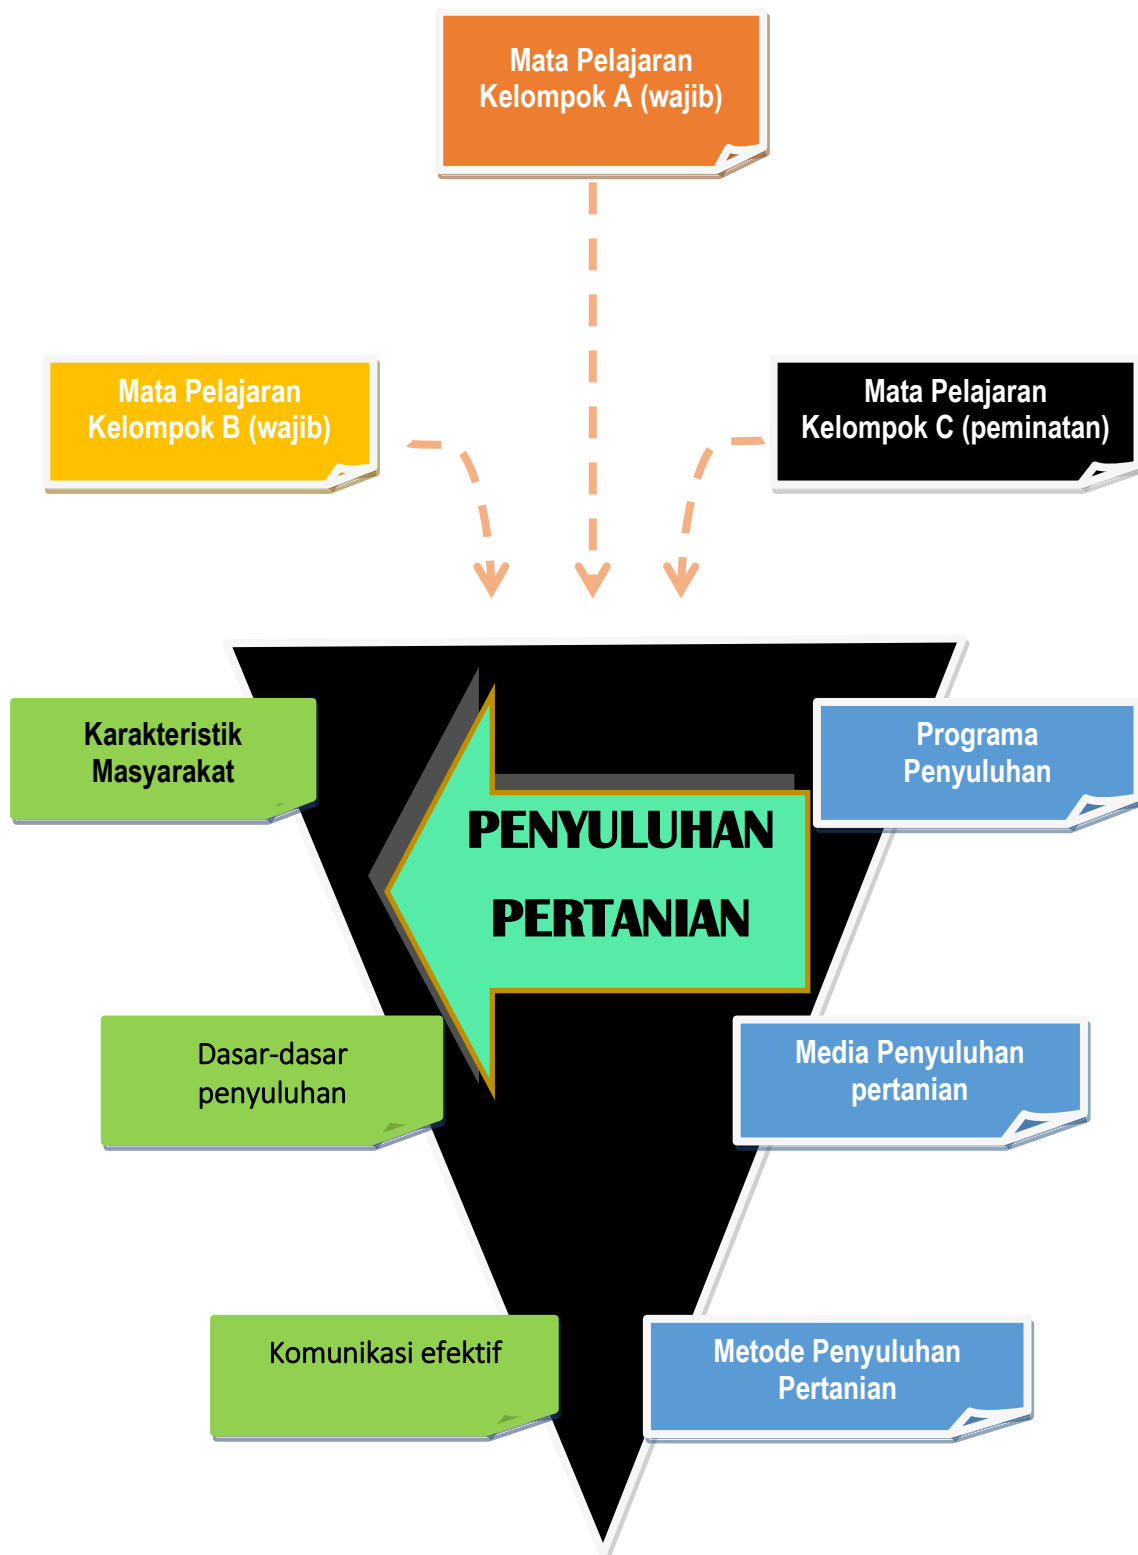 Mata Pelajaran
Kelompok A (wajib)
Mata Pelajaran
Kelompok B (wajib)
Mata Pelajaran
Kelompok C (peminatan)
Karakteristik
Masyarakat
Programa
Penyuluhan
PENYULUHAN
PERTANIAN
Dasar-dasar
penyuluhan
Media Penyuluhan
pertanian
Komunikasi efektif
Metode Penyuluhan
Pertanian